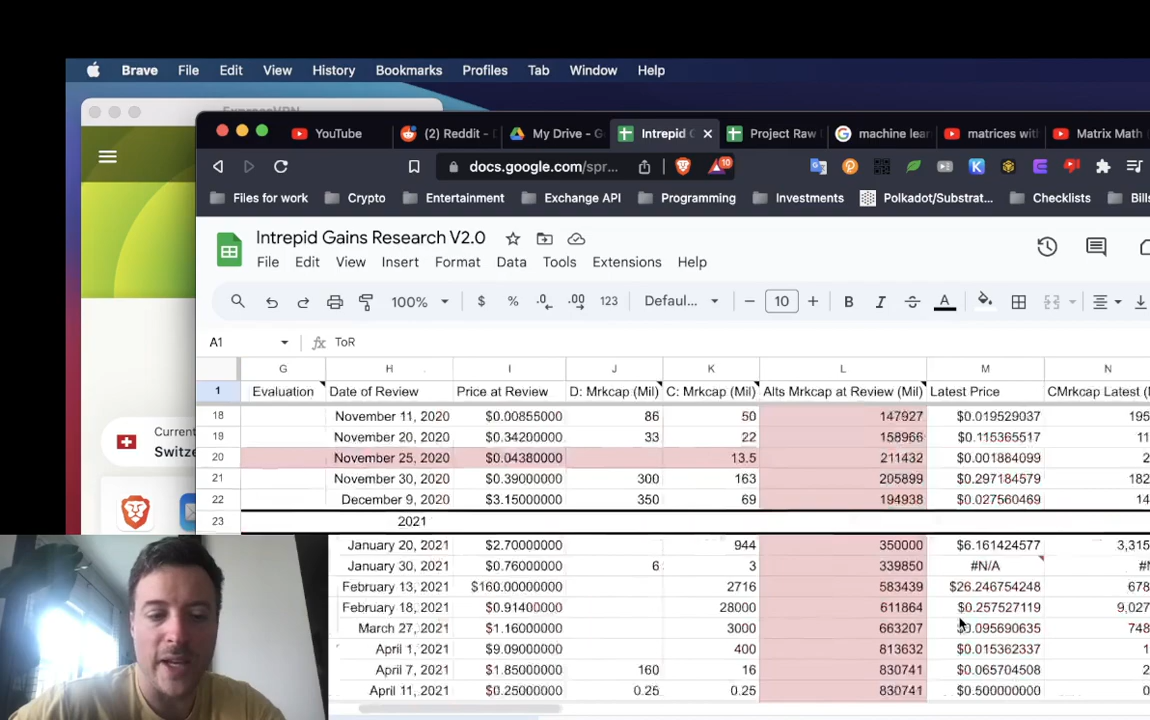 Brave File Edit View History Bookmarks Profiles Tab Window Help
ExpressVPN
YouTube (2) Reddit - D My Drive - G Intrepid G Project Raw machine lear matrices with Matrix Math
docs.google.com/spr... 10
Files for work Crypto Entertainment Exchange API Programming Investments Polkadot/Substrat... Checklists Bill
Intrepid Gains Research V2.0
File Edit View Insert Format Data Tools Extensions Help
100% $ % .0 .00 123 Defaul... 10 B I S A
A1 fx ToR
G H I J K L M N
1 Evaluation Date of Review Price at Review D: Mrkcap (Mil) C: Mrkcap (Mil) Alts Mrkcap at Review (Mil) Latest Price CMrkcap Latest (
18 November 11, 2020 $0.00855000 86 50 147927 $0.019529037 195
19 November 20, 2020 $0.34200000 33 22 158966 $0.115365517 11
20 November 25, 2020 $0.04380000 13.5 211432 $0.001864099 2
21 November 30, 2020 $0.39000000 300 163 205899 $0.297184579 182
22 December 9, 2020 $3.15000000 350 69 194938 $0.027560469 10
23 2021
January 20, 2021 $2.70000000 944 350000 $6.161424577 3,315
January 30, 2021 $0.76000000 6 3 339850 #N/A #N
February 13, 2021 $160.00000000 2716 583439 $26.246754248 678
February 18, 2021 $0.91400000 28000 611864 $0.257527119 9,027
March 27, 2021 $1.16000000 3000 663207 $0.095690635 748
April 1, 2021 $9.09000000 400 813632 $0.015362337 1
April 7, 2021 $1.85000000 160 16 830741 $0.065704508 2
April 11, 2021 $0.25000000 0.25 0.25 830741 $0.500000000 0
Current
Switze